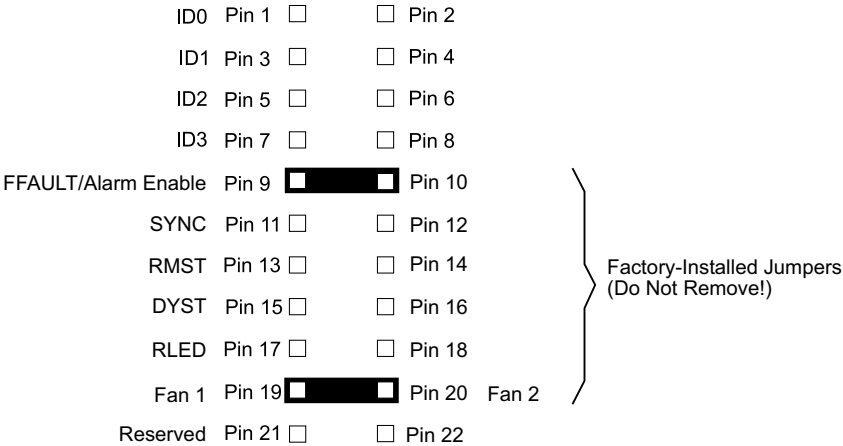 ID0 Pin 1 Pin 2
ID1 Pin 3 Pin 4
ID2 Pin 5 Pin 6
ID3 Pin 7 Pin 8
FFAULT/Alarm Enable Pin 9 Pin 10
SYNC Pin 11 Pin 12
RMST Pin 13 Pin 14
Factory-Installed Jumpers
(Do Not Remove!)
DYST Pin 15 Pin 16
RLED Pin 17 Pin 18
Fan 1 Pin 19 Pin 20 Fan 2
Reserved Pin 21 Pin 22